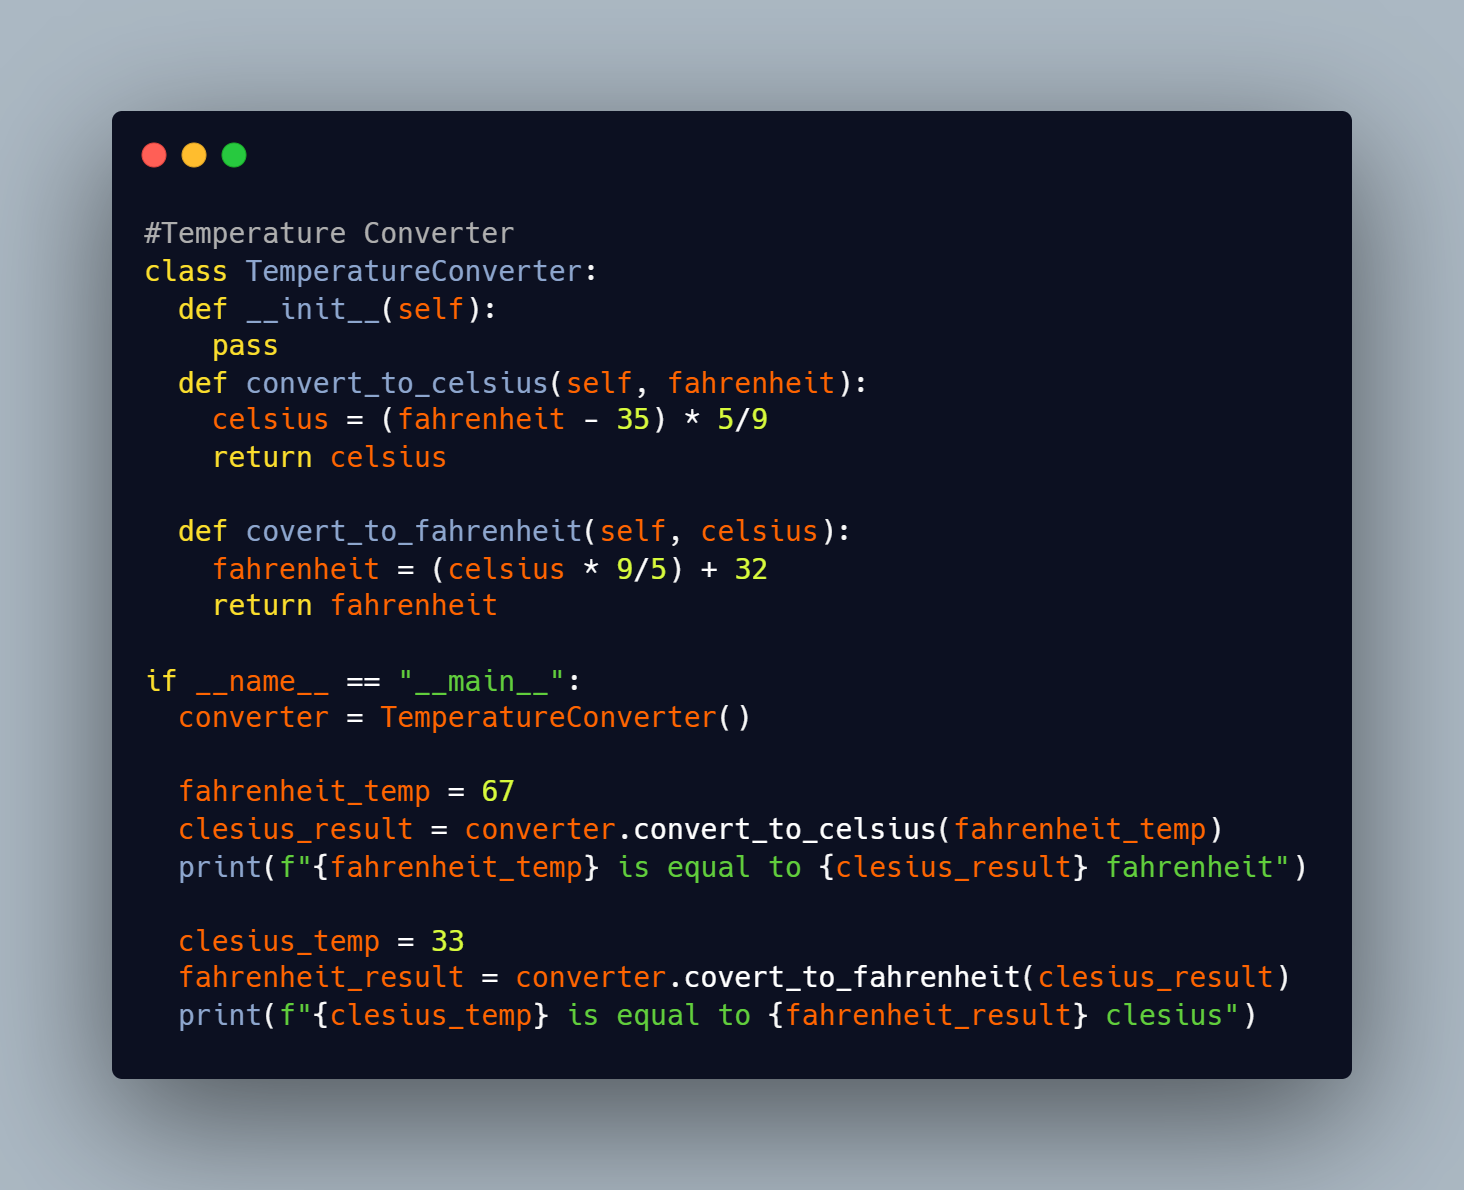 #Temperature Converter
class TemperatureConverter:
  def __init__(self):
    pass
  def convert_to_celsius(self, fahrenheit):
    celsius = (fahrenheit - 35) * 5/9
    return celsius

  def covert_to_fahrenheit(self, celsius):
    fahrenheit = (celsius * 9/5) + 32
    return fahrenheit

if __name__ == "__main__":
  converter = TemperatureConverter()

  fahrenheit_temp = 67
  clesius_result = converter.convert_to_celsius(fahrenheit_temp)
  print(f"{fahrenheit_temp} is equal to {clesius_result} fahrenheit")

  clesius_temp = 33
  fahrenheit_result = converter.covert_to_fahrenheit(clesius_result)
  print(f"{clesius_temp} is equal to {fahrenheit_result} clesius")